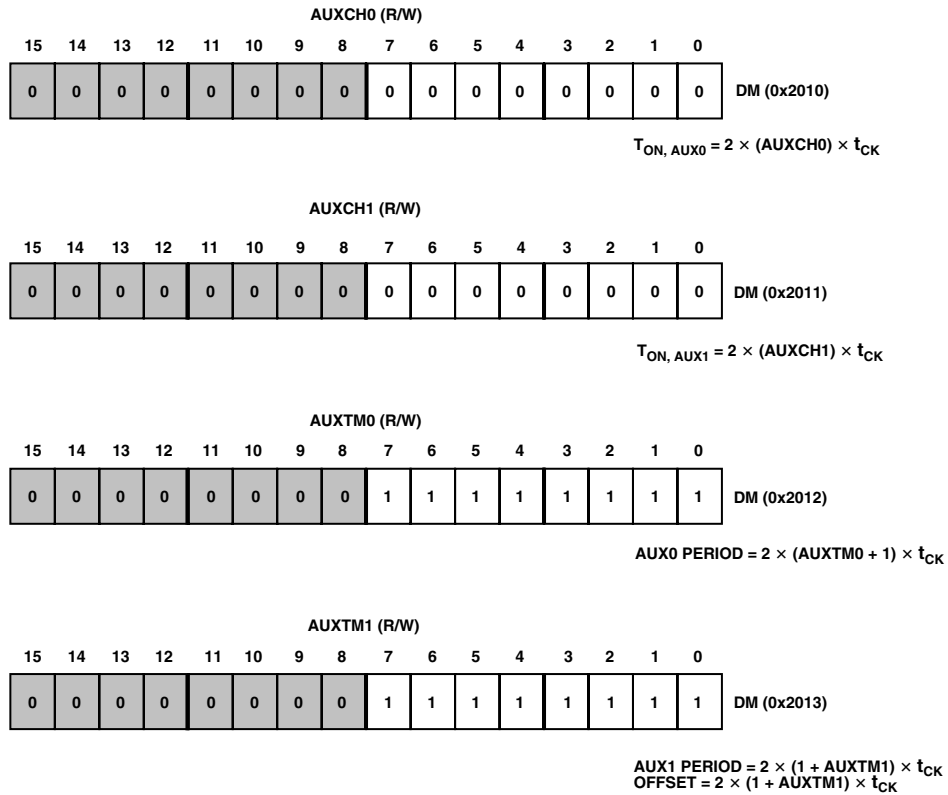 AUXCH0 (R/W)
15 14 13 12 11 10 9 8 7 6 5 4 3 2 1 0
0 0 0 0 0 0 0 0 0 0 0 0 0 0 0 0 DM (0x2010)
TON, AUX0 = 2 × (AUXCH0) × tCK
AUXCH1 (R/W)
15 14 13 12 11 10 9 8 7 6 5 4 3 2 1 0
0 0 0 0 0 0 0 0 0 0 0 0 0 0 0 0 DM (0x2011)
TON, AUX1 = 2 × (AUXCH1) × tCK
AUXTM0 (R/W)
15 14 13 12 11 10 9 8 7 6 5 4 3 2 1 0
0 0 0 0 0 0 0 0 1 1 1 1 1 1 1 1 DM (0x2012)
AUX0 PERIOD = 2 × (AUXTM0 + 1) × tCK
AUXTM1 (R/W)
15 14 13 12 11 10 9 8 7 6 5 4 3 2 1 0
0 0 0 0 0 0 0 0 1 1 1 1 1 1 1 1 DM (0x2013)
AUX1 PERIOD = 2 × (1 + AUXTM1) × tCK
OFFSET = 2 × (1 + AUXTM1) × tCK